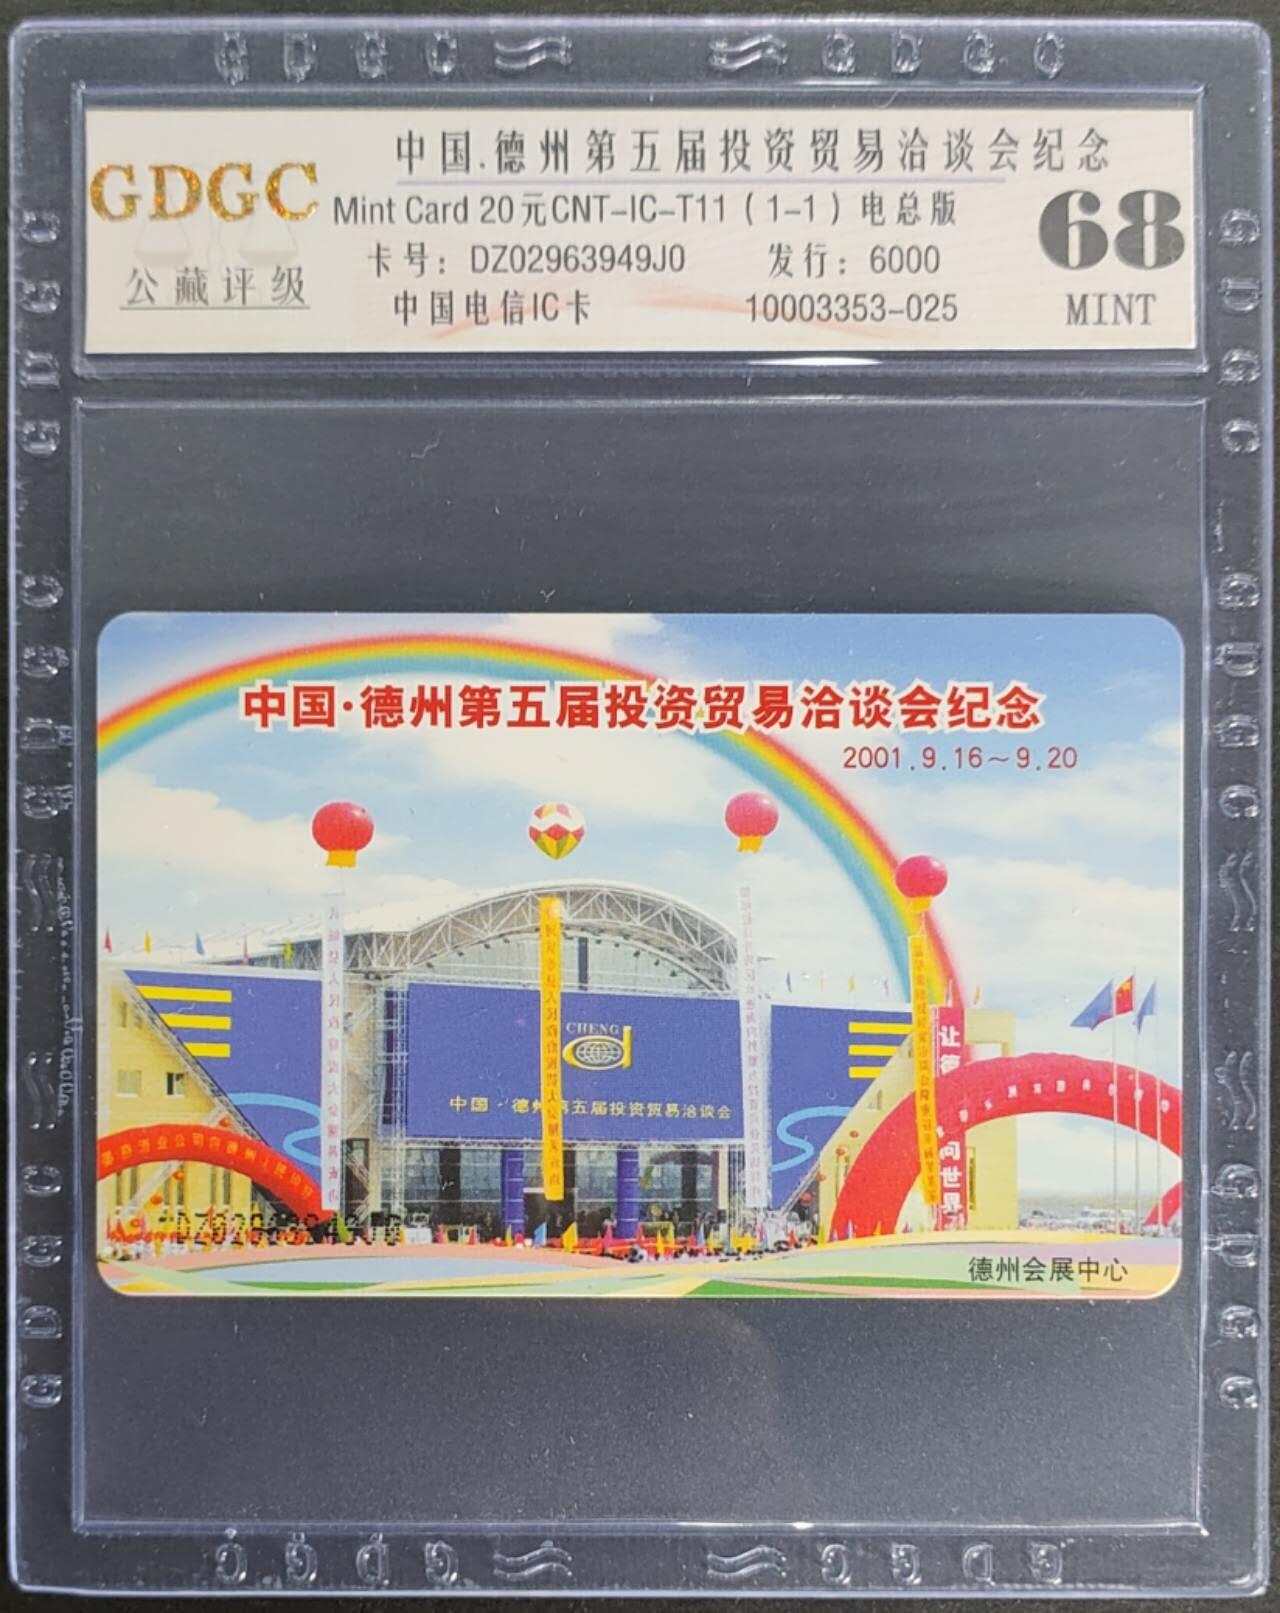 中国.德州第五届投资贸易洽谈会纪念
GDGC
Mint Card 20元CNT-IC-T11（1-1）电总版
68
公藏评级
卡号：DZ02963949J0 发行：6000
中国电信IC卡 10003353-025
MINT
中国·德州第五届投资贸易洽谈会纪念
2001.9.16～9.20
CHENG
中国·德州第五届投资贸易洽谈会
问世界
德州会展中心